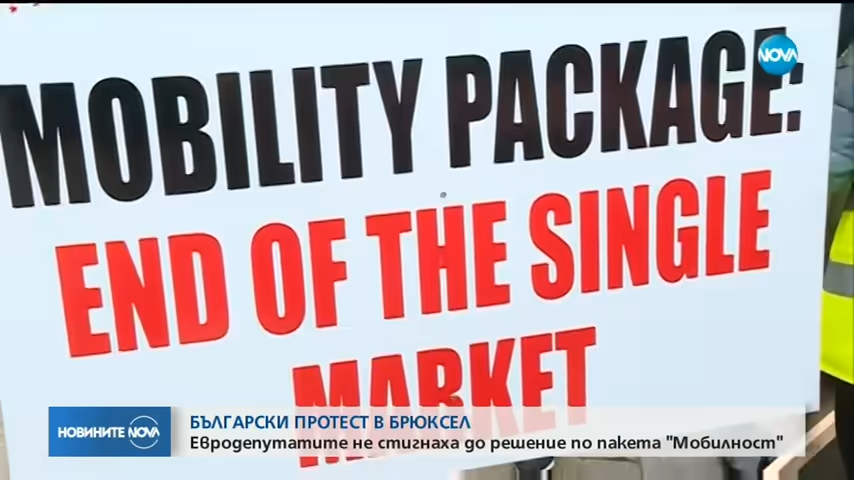 NOVA
MOBILITY PACKAGE:
END OF THE SINGLE
MARKET
НОВИНИТЕ NOVA
БЪЛГАРСКИ ПРОТЕСТ В БРЮКСЕЛ
Евродепутатите не стигнаха до решение по пакета "Мобилност"